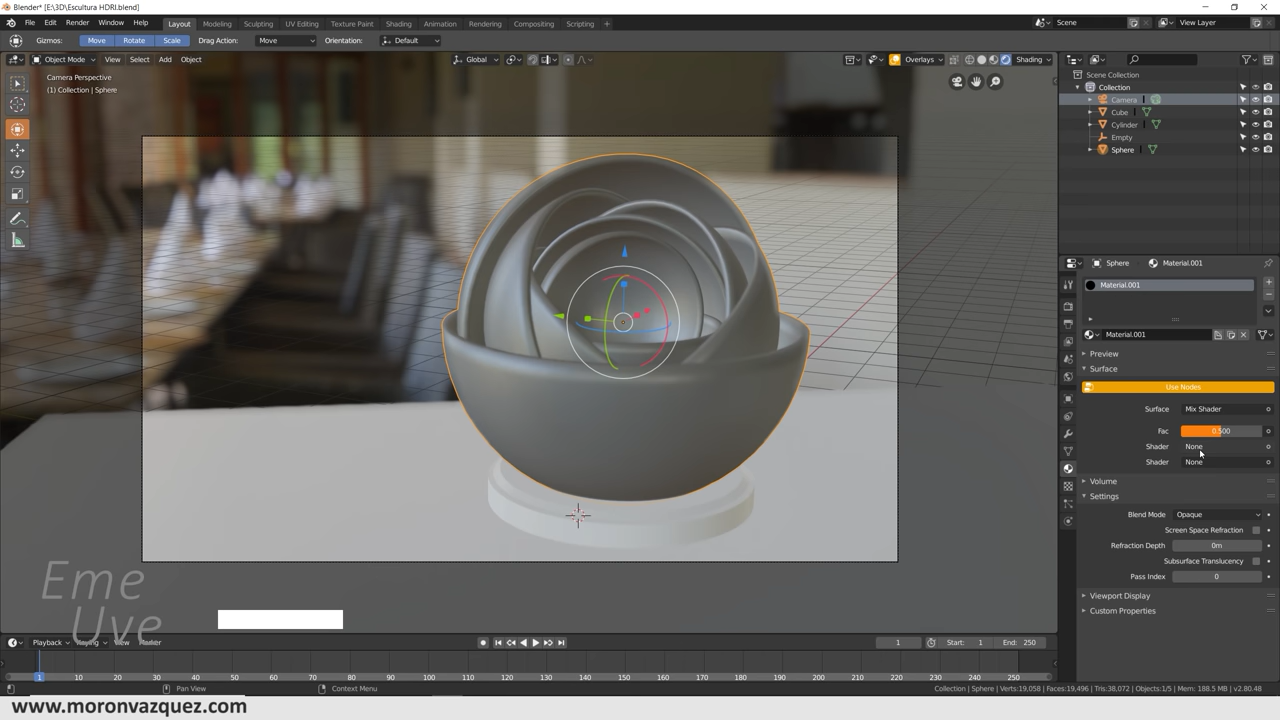 Blender* [E:\3D\Escultura HDRI.blend]
File Edit Render Window Help Layout Modeling Sculpting UV Editing Texture Paint Shading Animation Rendering Compositing Scripting + Scene View Layer
Gizmos: Move Rotate Scale Drag Action: Move Orientation: Default
Object Mode View Select Add Object Global Overlays Shading
Camera Perspective
(1) Collection | Sphere
Scene Collection
Collection
Camera
Cube
Cylinder
Empty
Sphere
Sphere Material.001
Material.001
Material.001
Preview
Surface
Use Nodes
Surface Mix Shader
Fac 0.500
Shader None
Shader None
Volume
Settings
Blend Mode Opaque
Screen Space Refraction
Refraction Depth 0m
Subsurface Translucency
Pass Index 0
Viewport Display
Custom Properties
Eme
Uve
Playback Keying View Marker 1 Start: 1 End: 250
1 10 20 30 40 50 60 70 80 90 100 110 120 130 140 150 160 170 180 190 200 210 220 230 240 250
Pan View Context Menu Collection | Sphere | Verts:19,058 | Faces:19,496 | Tris:38,072 | Objects:1/5 | Mem: 188.5 MB | v2.80.48
www.moronvazquez.com